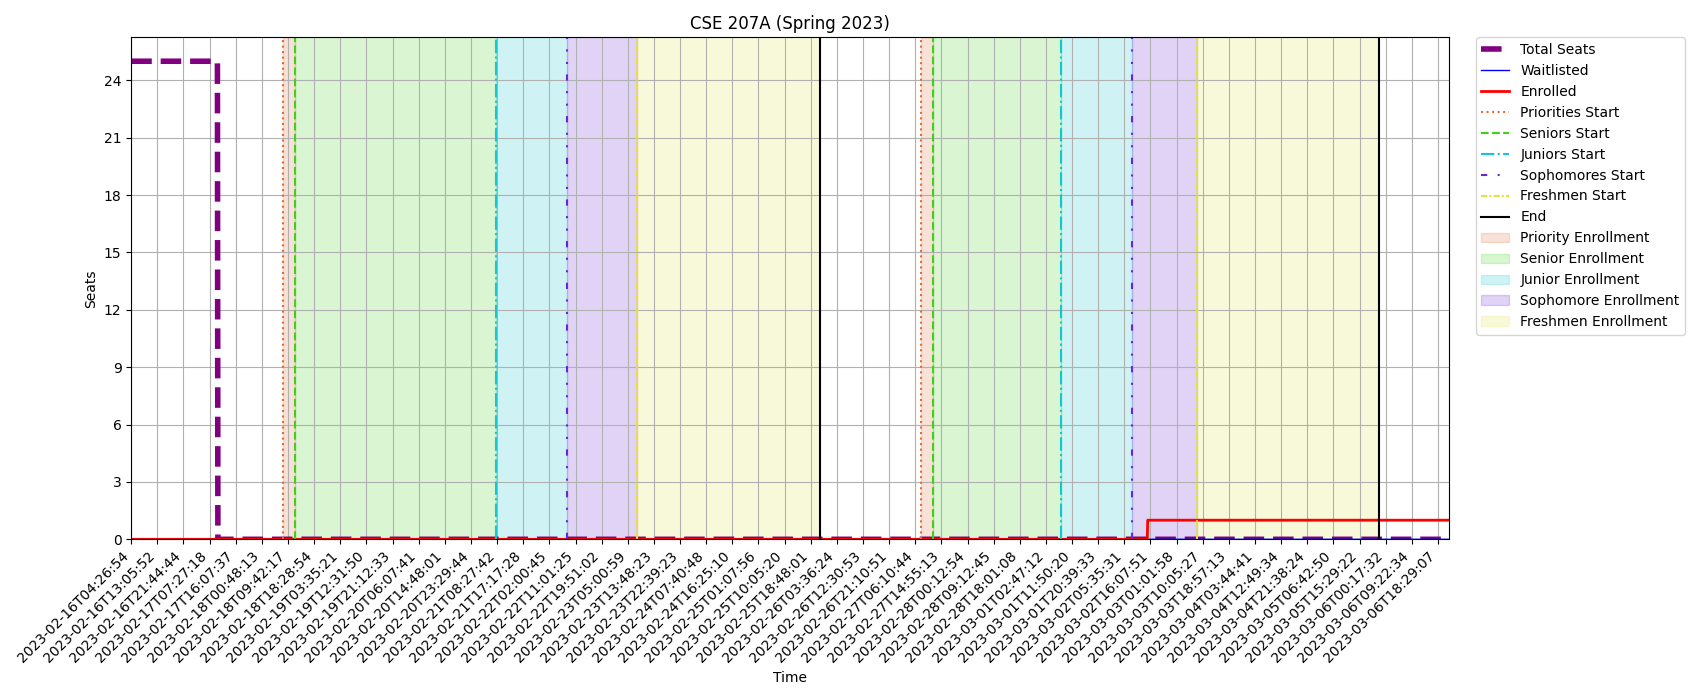 CSE 207A (Spring 2023)
Seats
24
21
18
15
12
9
6
3
0
2023-02-16T04:26:54
2023-02-16T13:05:52
2023-02-16T21:44:44
2023-02-17T07:27:18
2023-02-17T16:07:37
2023-02-18T00:48:13
2023-02-18T09:42:17
2023-02-18T18:28:54
2023-02-19T03:35:21
2023-02-19T12:31:50
2023-02-19T21:12:33
2023-02-20T06:07:41
2023-02-20T14:48:01
2023-02-20T23:29:44
2023-02-21T08:27:42
2023-02-21T17:17:28
2023-02-22T02:00:45
2023-02-22T11:01:25
2023-02-22T19:51:02
2023-02-23T05:00:59
2023-02-23T13:48:23
2023-02-23T22:39:23
2023-02-24T07:40:48
2023-02-24T16:25:10
2023-02-25T01:07:56
2023-02-25T10:05:20
2023-02-25T18:48:01
2023-02-26T03:36:24
2023-02-26T12:30:53
2023-02-26T21:10:51
2023-02-27T06:10:44
2023-02-27T14:55:13
2023-02-28T00:12:54
2023-02-28T09:12:45
2023-02-28T18:01:08
2023-03-01T02:47:12
2023-03-01T11:50:20
2023-03-01T20:39:33
2023-03-02T05:35:31
2023-03-02T16:07:51
2023-03-03T01:01:58
2023-03-03T10:05:27
2023-03-03T18:57:13
2023-03-04T03:44:41
2023-03-04T12:49:34
2023-03-04T21:38:24
2023-03-05T06:42:50
2023-03-05T15:29:22
2023-03-06T00:17:32
2023-03-06T09:22:34
2023-03-06T18:29:07
Time
Total Seats
Waitlisted
Enrolled
Priorities Start
Seniors Start
Juniors Start
Sophomores Start
Freshmen Start
End
Priority Enrollment
Senior Enrollment
Junior Enrollment
Sophomore Enrollment
Freshmen Enrollment